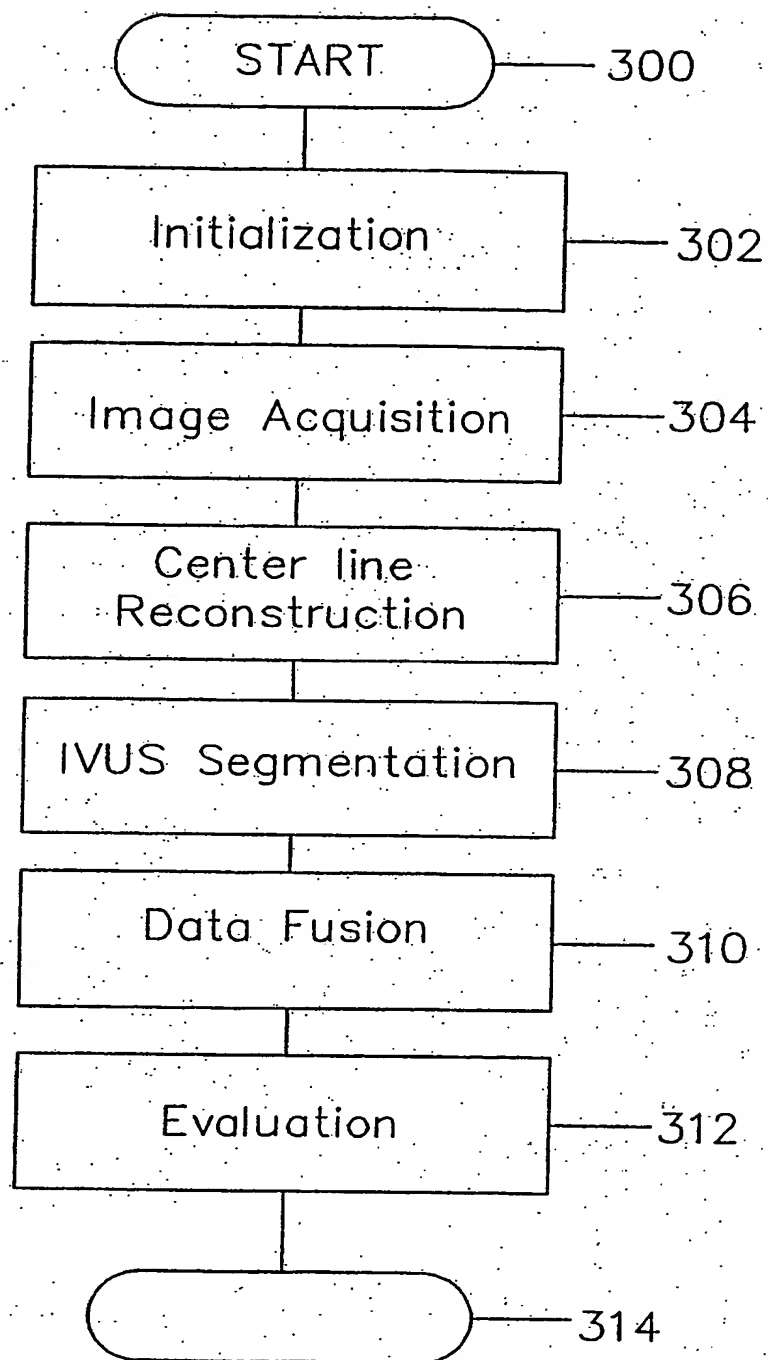 START 300
Initialization 302
Image Acquisition 304
Center line
Reconstruction 306
IVUS Segmentation 308
Data Fusion 310
Evaluation 312
314